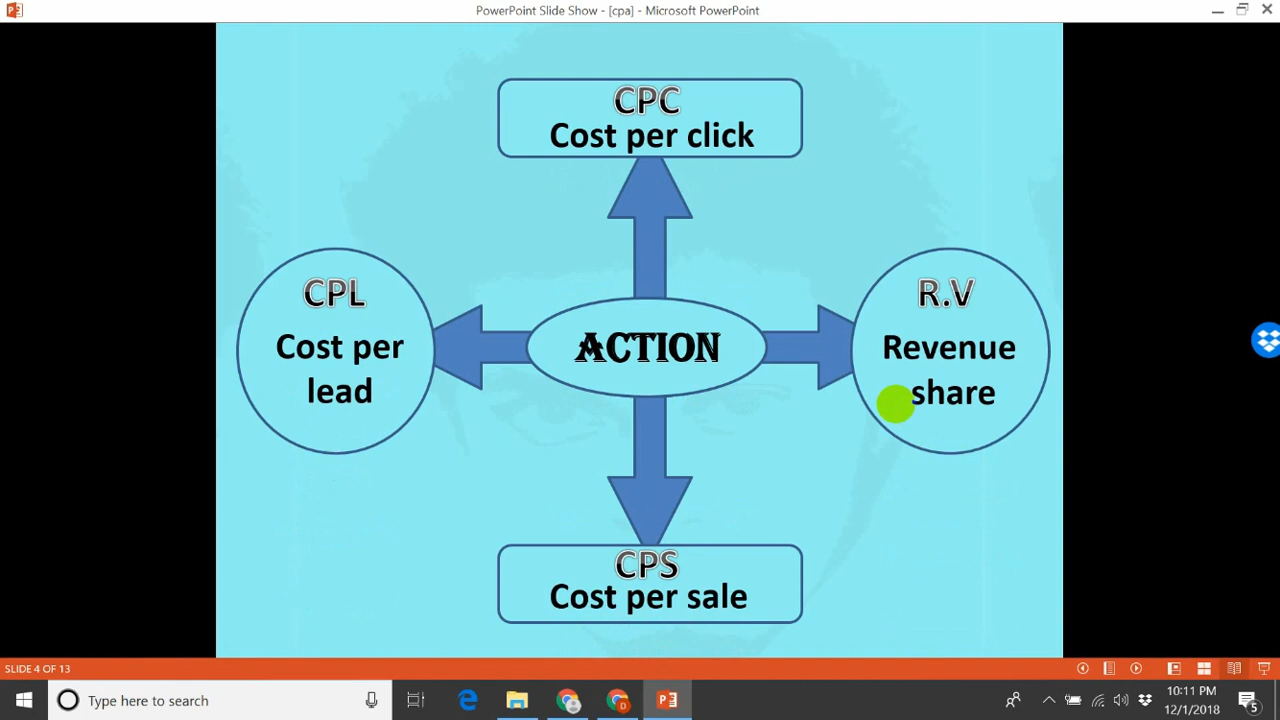 PowerPoint Slide Show - [cpa] - Microsoft PowerPoint
CPC
Cost per click
CPL
Cost per
lead
ACTION
R.V
Revenue
share
CPS
Cost per sale
SLIDE 4 OF 13
Type here to search
10:11 PM
12/1/2018
5